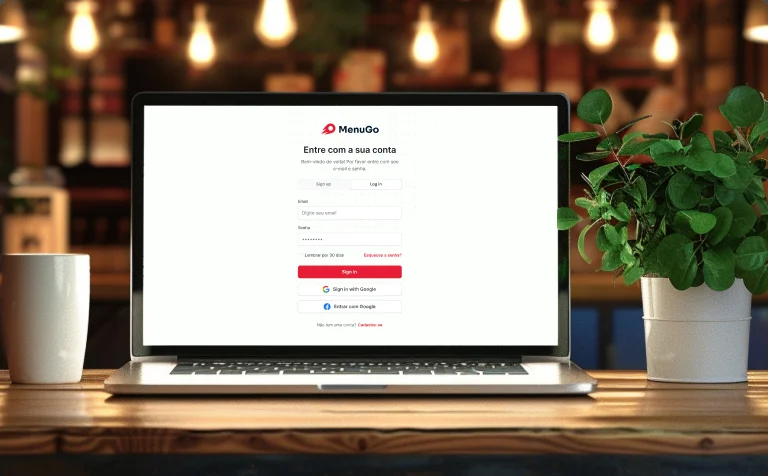 MenuGo
Entre com a sua conta
Bem-vindo de volta! Por favor entre com seu
e-mail e senha.
Sign up
Log in
Email
Digite seu email
Senha
••••••••
Lembrar por 30 dias
Esqueceu a senha?
Sign in
Sign in with Google
Entrar com Google
Não tem uma conta? Cadastre-se